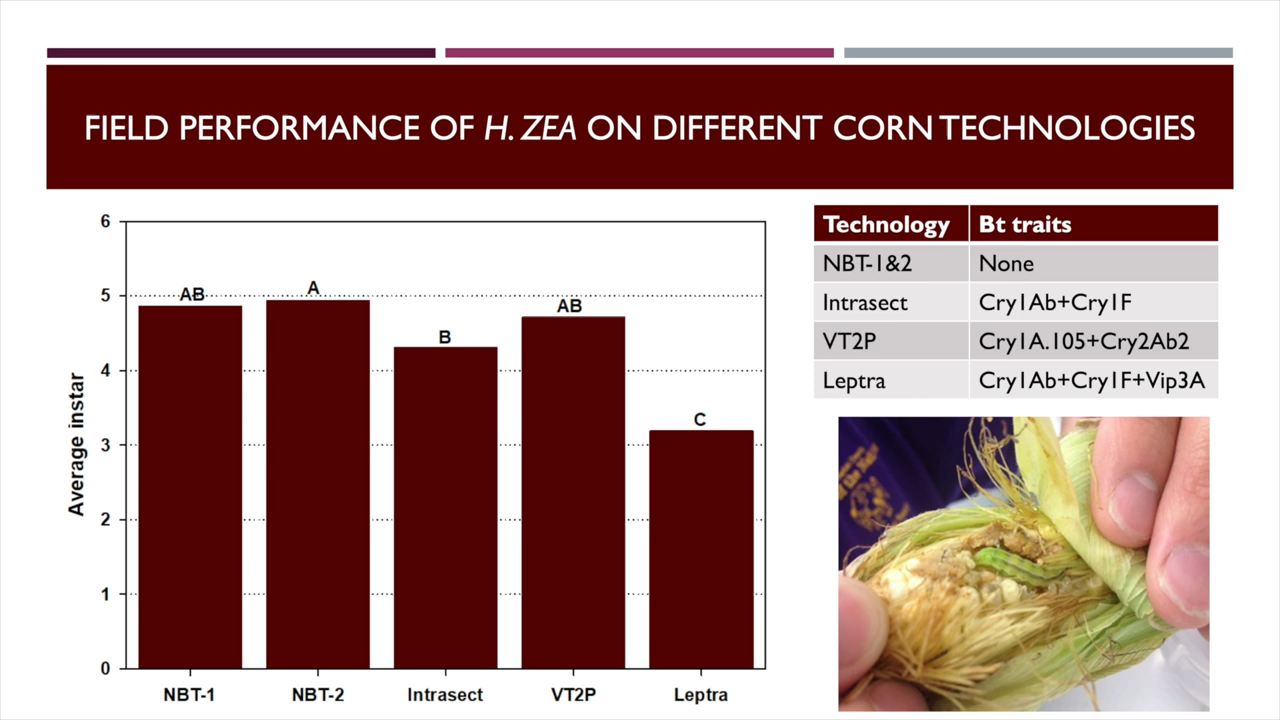 FIELD PERFORMANCE OF H. ZEA ON DIFFERENT CORN TECHNOLOGIES
6
5
4
3
2
1
0
Average instar
AB
A
B
AB
C
NBT-1
NBT-2
Intrasect
VT2P
Leptra
Technology Bt traits
NBT-1&2 None
Intrasect Cry1Ab+Cry1F
VT2P Cry1A.105+Cry2Ab2
Leptra Cry1Ab+Cry1F+Vip3A